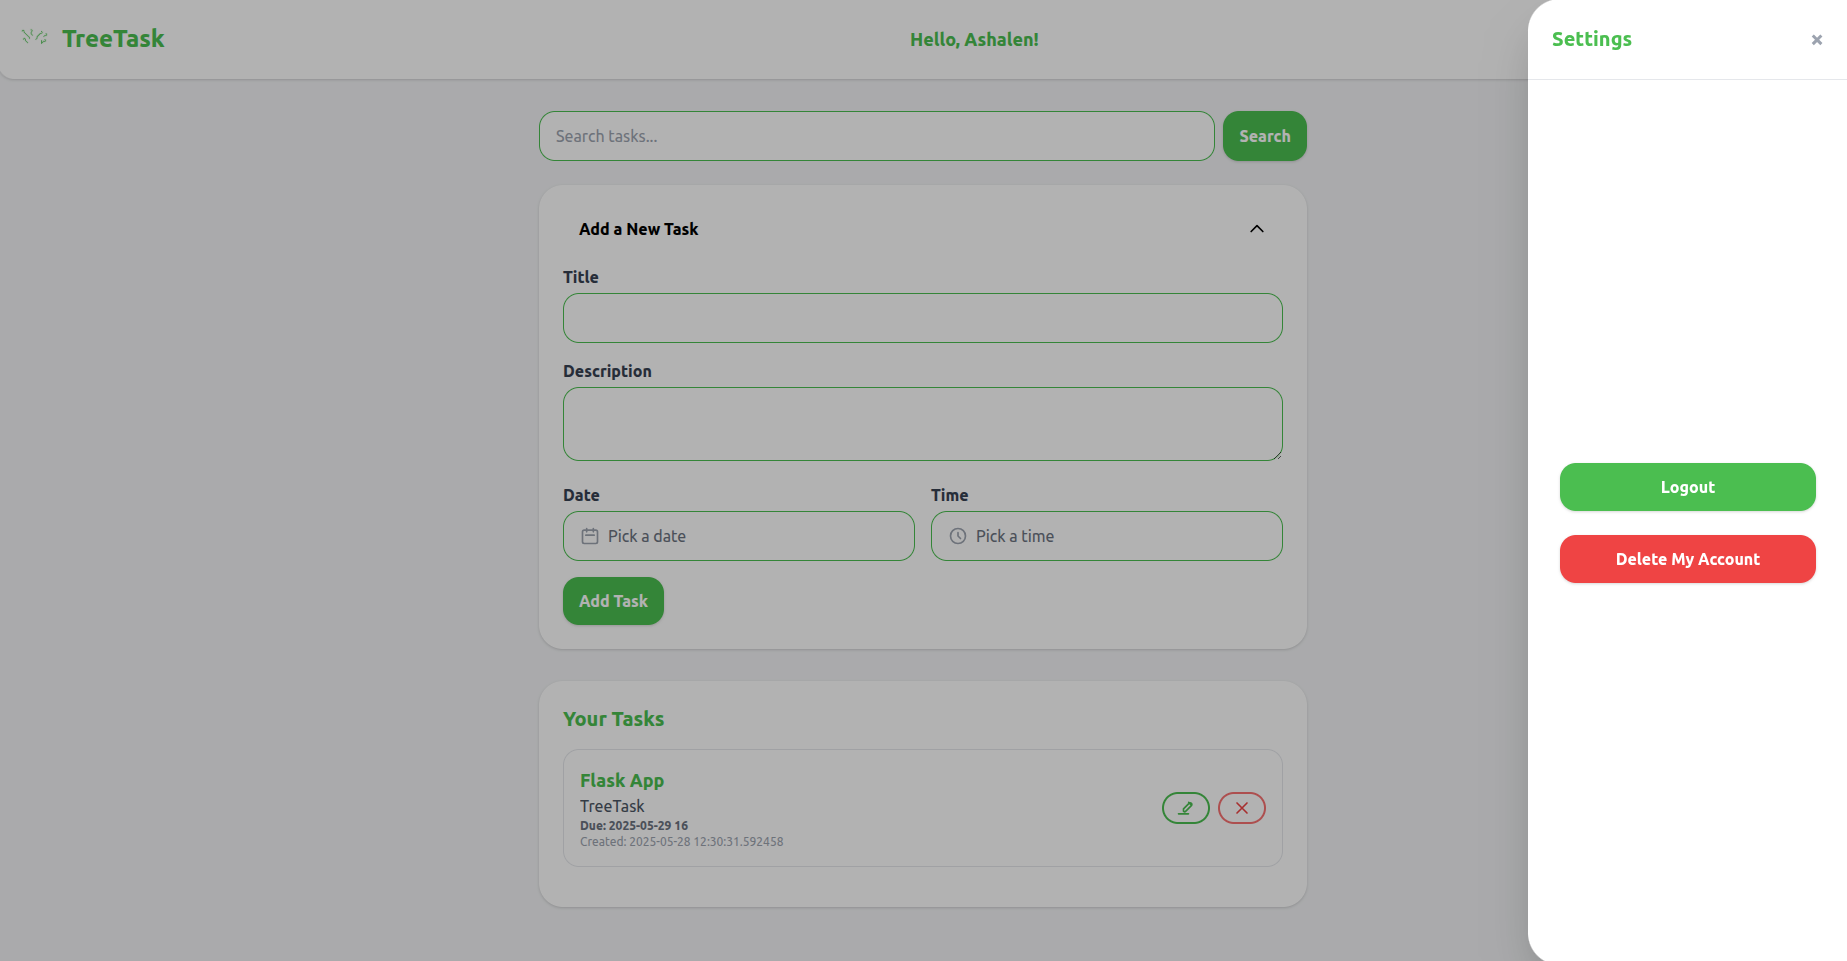 TreeTask
Hello, Ashalen!
Settings
×
Search tasks...
Search
Add a New Task
Title
Description
Date
Time
Pick a date
Pick a time
Add Task
Your Tasks
Flask App
TreeTask
Due: 2025-05-29 16
Created: 2025-05-28 12:30:31.592458
Logout
Delete My Account